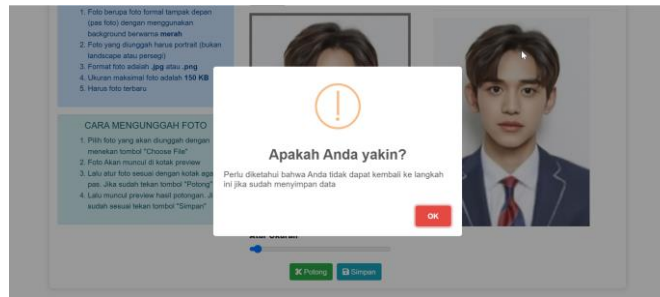 1. Foto berupa foto format tampak depan
(pas foto) dengan menggunakan
background berwarna merah
2. Foto yang diunggah harus portrait (bukan
landscape atau persegi)
3. Format foto adalah .jpg atau .png
4. Ukuran maksimal foto adalah 150 KB
5. Harus foto terbaru
CARA MENGUNGGAH FOTO
1. Pilih foto yang akan diunggah dengan
menekan tombol "Choose File"
2. Foto Akan muncul di kotak preview
3. Lalu atur foto sesuai dengan kotak
pas. Jika sudah tekan tombol "Potong"
4. Lalu muncul preview hasil potongan.
sudah sesuai tekan tombol "Simpan"
Apakah Anda yakin?
Perlu diketahui bahwa Anda tidak dapat kembali ke langkah
ini jika sudah menyimpan data
OK
Atur Ukuran
Potong
Simpan